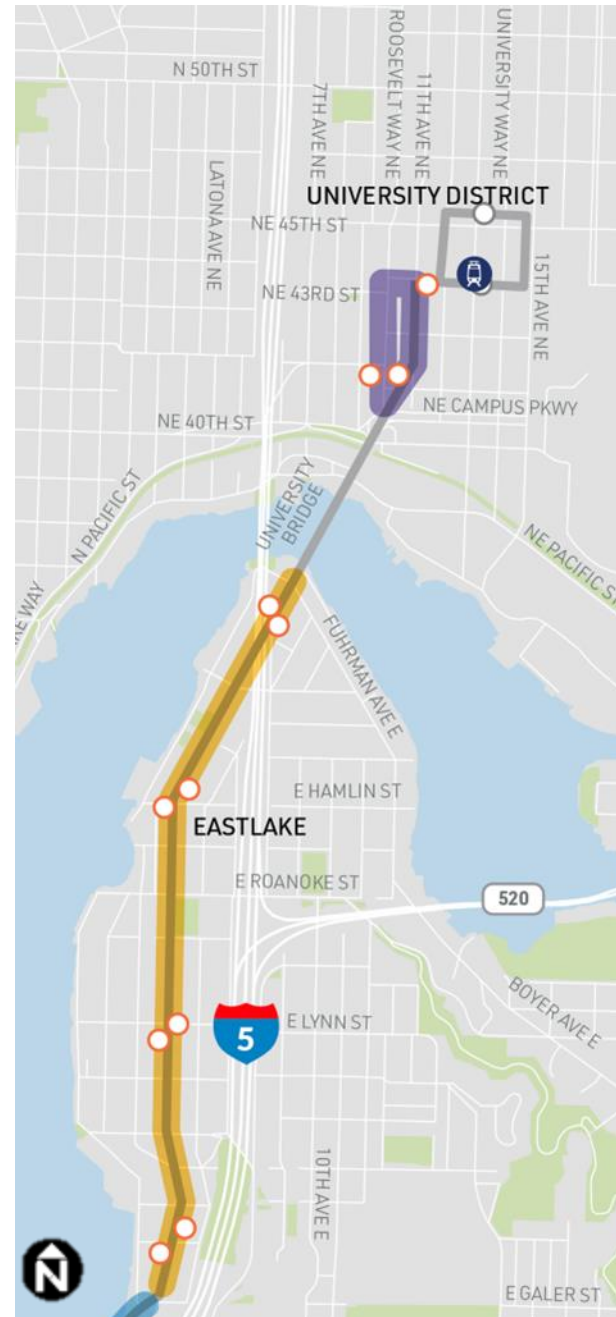 N 50TH ST
7TH AVE NE
ROOSEVELT WAY NE
11TH AVE NE
UNIVERSITY WAY NE
LATONA AVE NE
UNIVERSITY DISTRICT
NE 45TH ST
15TH AVE NE
NE 43RD ST
NE CAMPUS PKWY
NE 40TH ST
N PACIFIC ST
UNIVERSITY
BRIDGE
NE PACIFIC ST
WAY
FUHRMAN AVE E
E HAMLIN ST
EASTLAKE
E ROANOKE ST
520
BOYER AVE E
E LYNN ST
5
10TH AVE E
N
E GALER ST